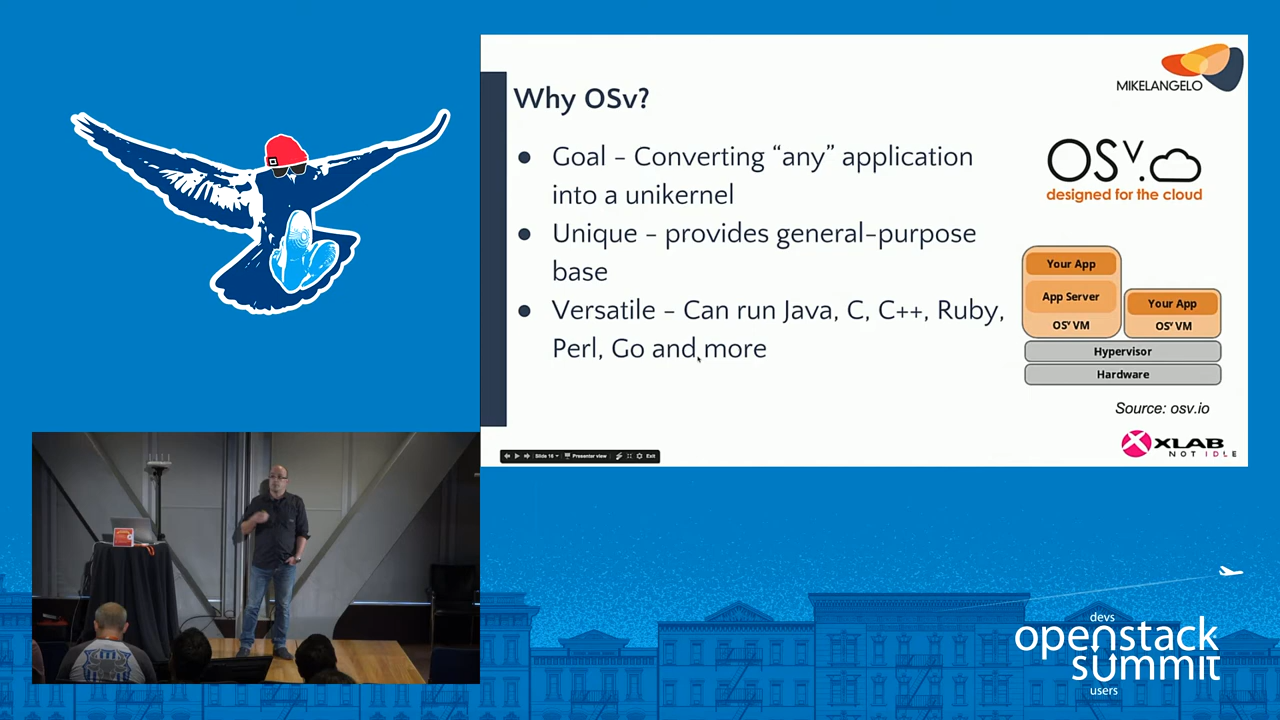 MIKELANGELO
Why OSv?
● Goal – Converting “any” application
into a unikernel
● Unique – provides general-purpose
base
● Versatile – Can run Java, C, C++, Ruby,
Perl, Go and more
OSv
designed for the cloud
Your App
App Server
OSv VM
Your App
OSv VM
Hypervisor
Hardware
Source: osv.io
XLAB
NOT IDLE
Slide 16
Presenter view
Exit
devs
openstack
summit
users